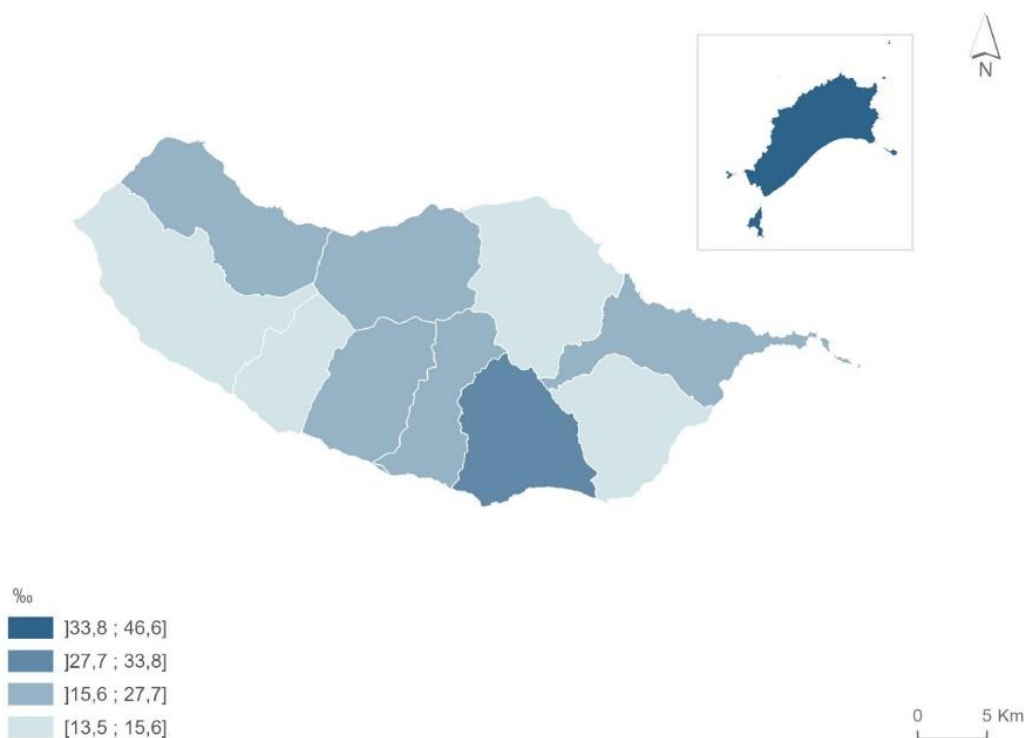 N
‰
]33,8 ; 46,6]
]27,7 ; 33,8]
]15,6 ; 27,7]
[13,5 ; 15,6]
0 5 Km